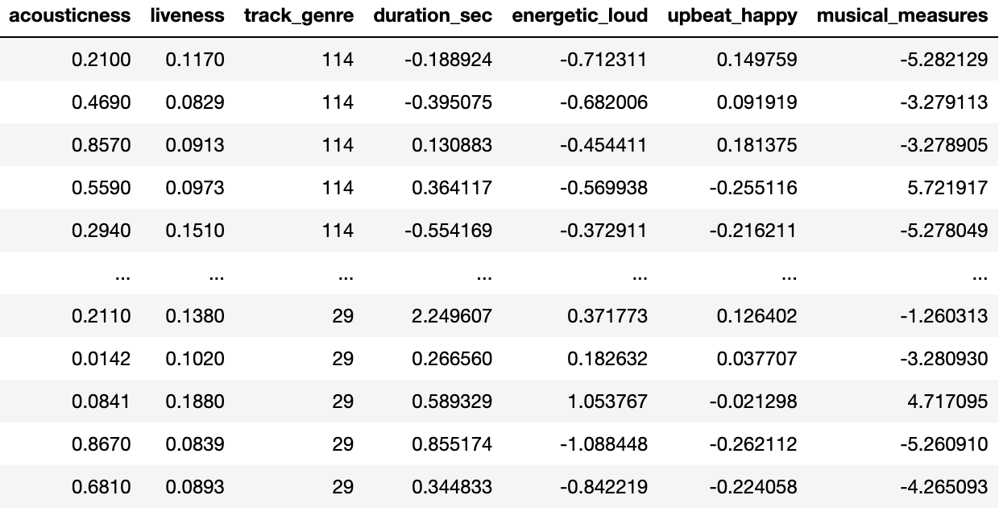 acousticness liveness track_genre duration_sec energetic_loud upbeat_happy musical_measures
0.2100 0.1170 114 -0.188924 -0.712311 0.149759 -5.282129
0.4690 0.0829 114 -0.395075 -0.682006 0.091919 -3.279113
0.8570 0.0913 114 0.130883 -0.454411 0.181375 -3.278905
0.5590 0.0973 114 0.364117 -0.569938 -0.255116 5.721917
0.2940 0.1510 114 -0.554169 -0.372911 -0.216211 -5.278049
... ... ... ... ... ... ...
0.2110 0.1380 29 2.249607 0.371773 0.126402 -1.260313
0.0142 0.1020 29 0.266560 0.182632 0.037707 -3.280930
0.0841 0.1880 29 0.589329 1.053767 -0.021298 4.717095
0.8670 0.0839 29 0.855174 -1.088448 -0.262112 -5.260910
0.6810 0.0893 29 0.344833 -0.842219 -0.224058 -4.265093